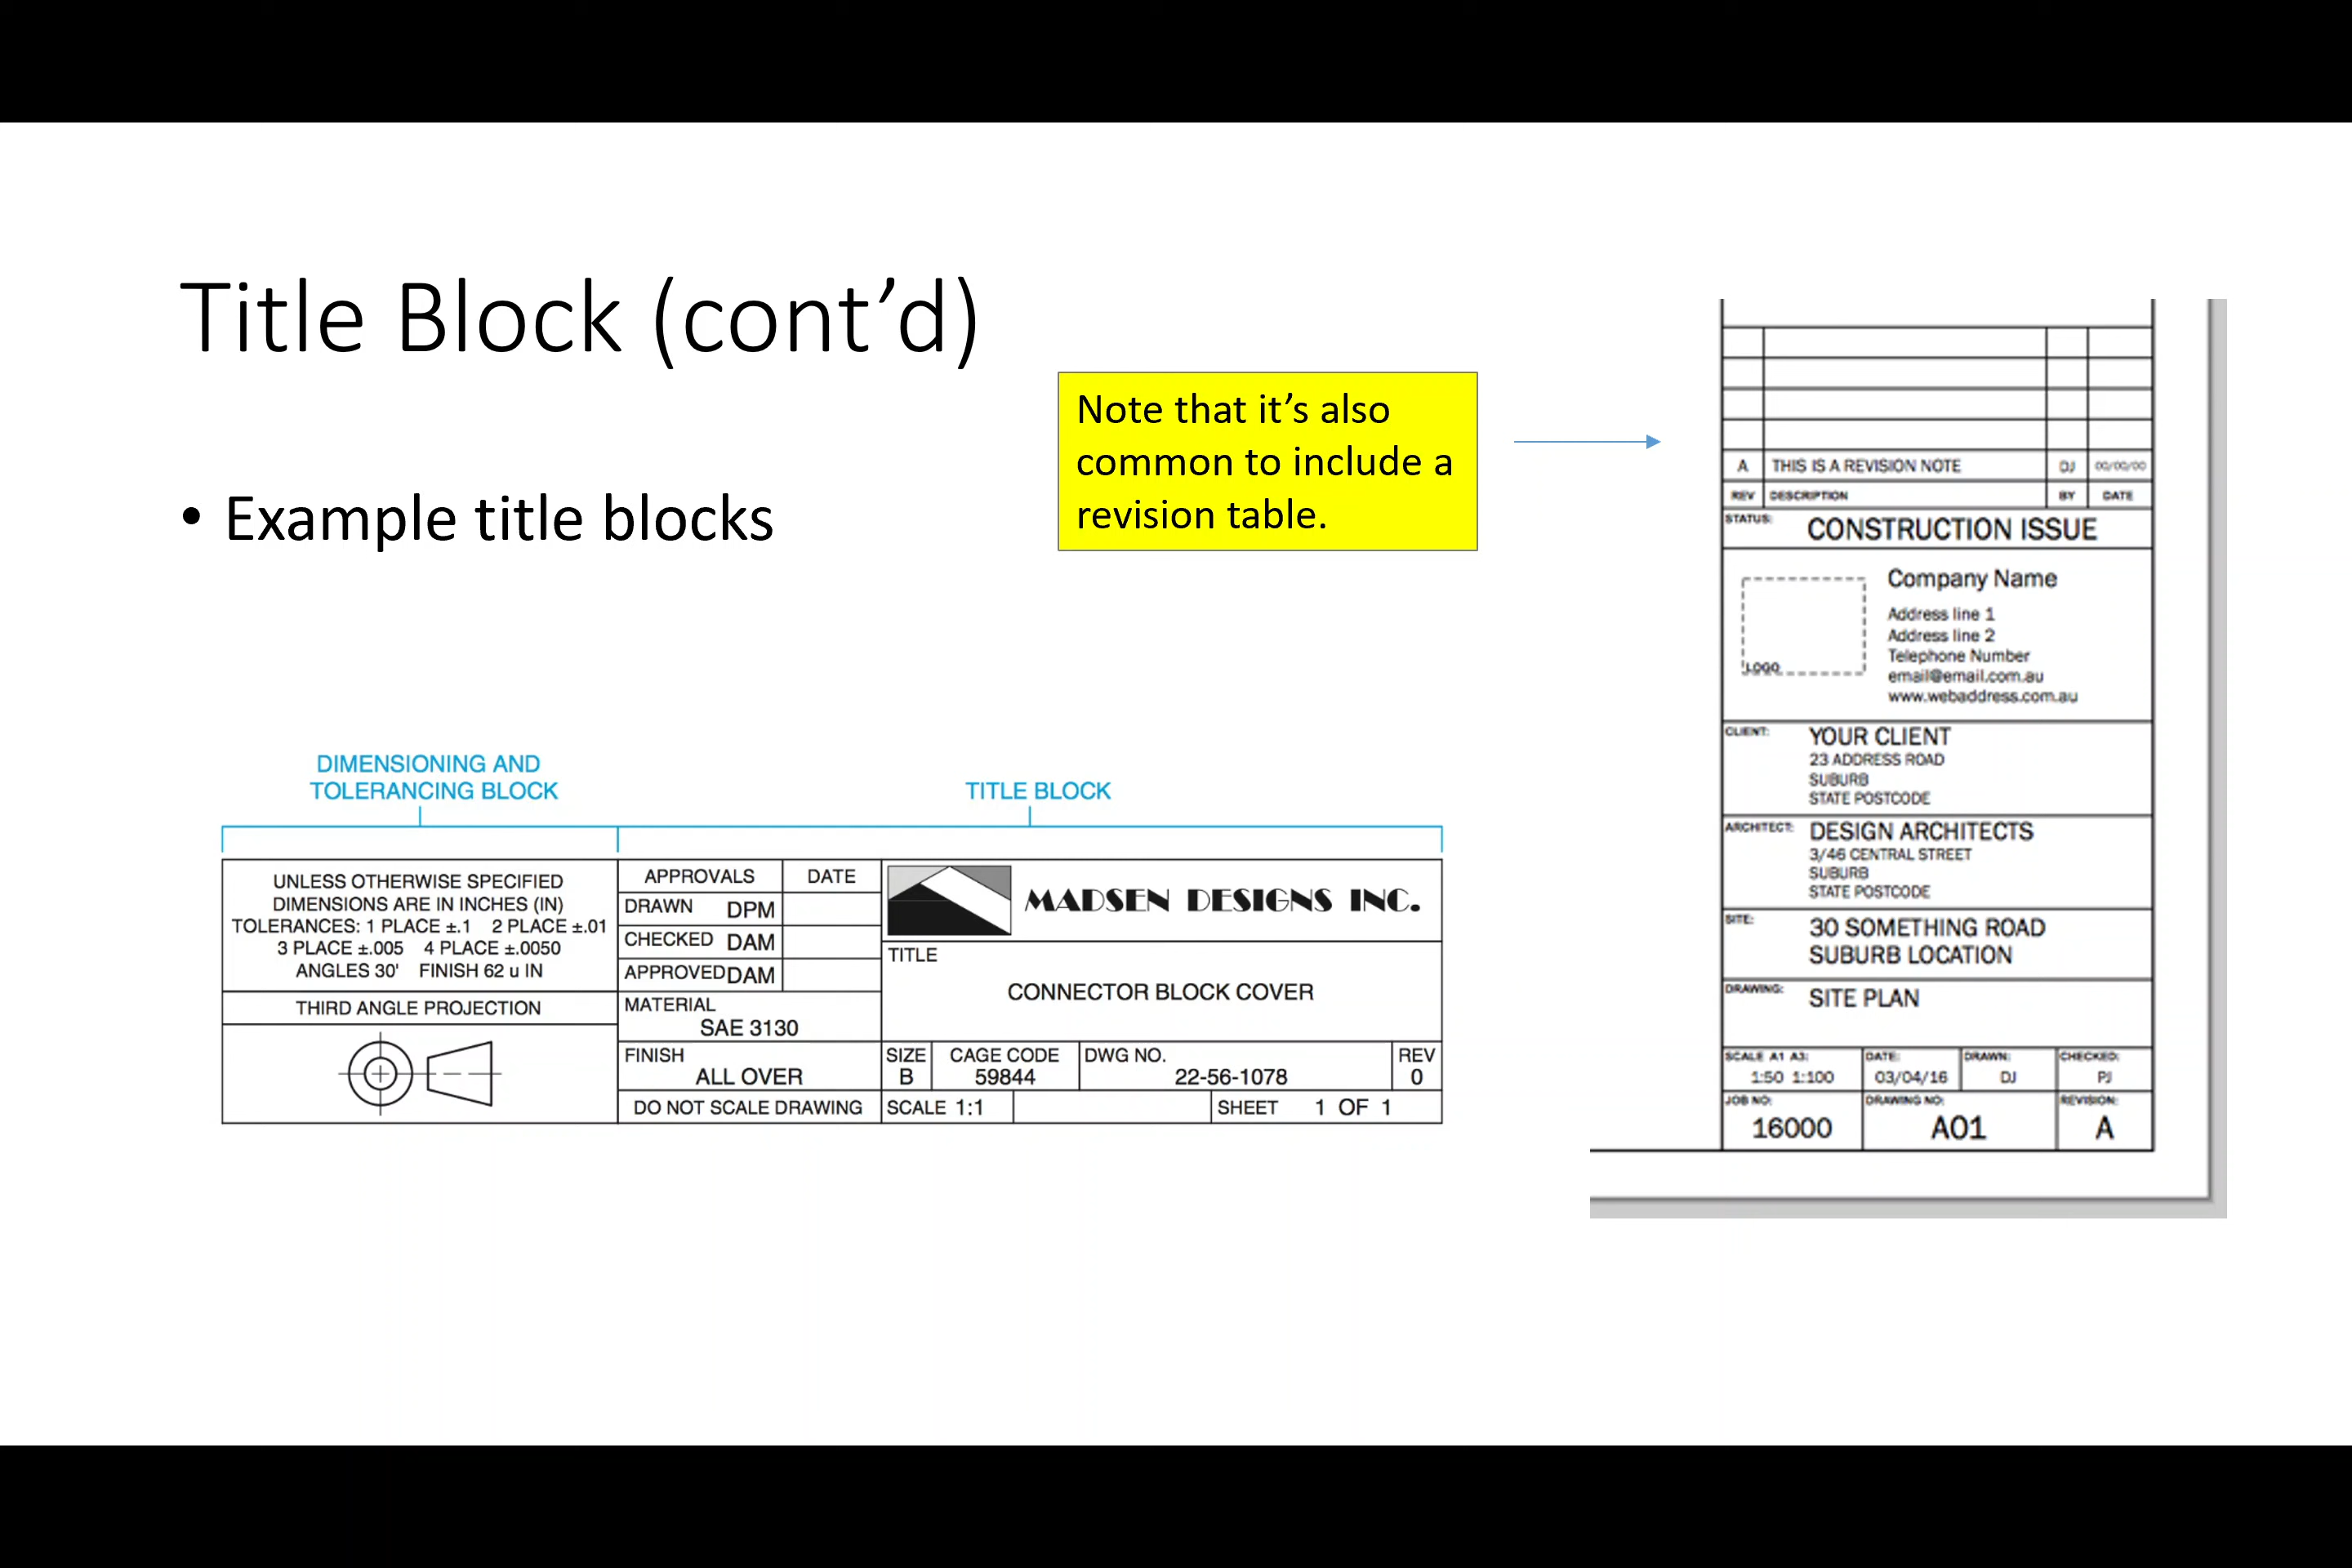 Title Block (cont’d)
Note that it’s also
common to include a
revision table.
• Example title blocks
DIMENSIONING AND
TOLERANCING BLOCK
TITLE BLOCK
UNLESS OTHERWISE SPECIFIED
DIMENSIONS ARE IN INCHES (IN)
TOLERANCES: 1 PLACE ±.1 2 PLACE ±.01
3 PLACE ±.005 4 PLACE ±.0050
ANGLES 30' FINISH 62 u IN
THIRD ANGLE PROJECTION
APPROVALS DATE
DRAWN DPM
CHECKED DAM
APPROVED DAM
MATERIAL
SAE 3130
FINISH
ALL OVER
DO NOT SCALE DRAWING
MADSEN DESIGNS INC.
TITLE
CONNECTOR BLOCK COVER
SIZE CAGE CODE DWG NO. REV
B 59844 22-56-1078 0
SCALE 1:1 SHEET 1 OF 1
A THIS IS A REVISION NOTE DJ 00/00/00
REV DESCRIPTION BY DATE
STATUS: CONSTRUCTION ISSUE
Company Name
Address line 1
Address line 2
Telephone Number
email@email.com.au
www.webaddress.com.au
LOGO
CLIENT: YOUR CLIENT
23 ADDRESS ROAD
SUBURB
STATE POSTCODE
ARCHITECT: DESIGN ARCHITECTS
3/46 CENTRAL STREET
SUBURB
STATE POSTCODE
SITE: 30 SOMETHING ROAD
SUBURB LOCATION
DRAWING: SITE PLAN
SCALE A1 A3: DATE: DRAWN: CHECKED:
1:50 1:100 03/04/16 DJ PJ
JOB NO: DRAWING NO: REVISION:
16000 A01 A